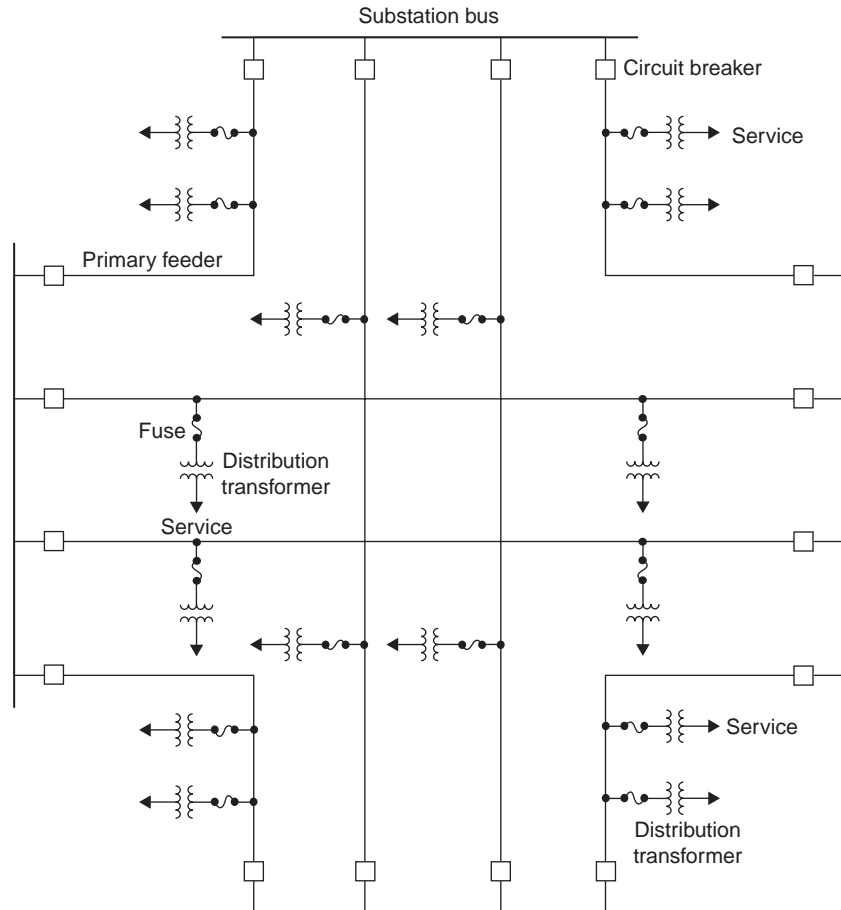 Substation bus
Circuit breaker
Service
Primary feeder
Fuse
Distribution
transformer
Service
Service
Distribution
transformer